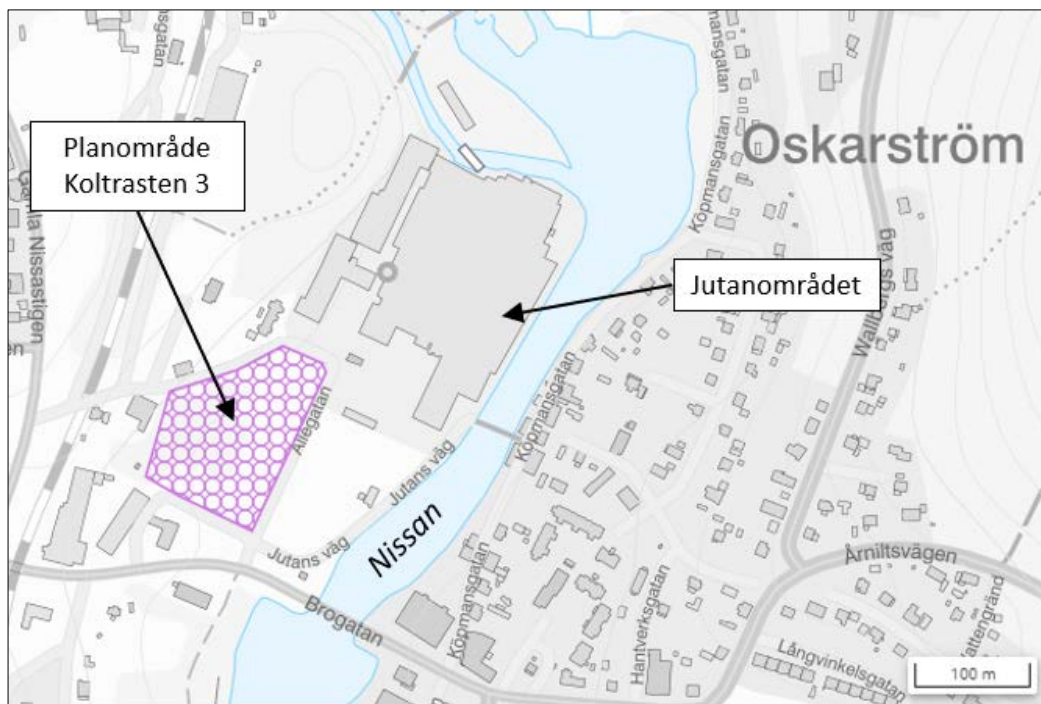 Oskarström
Planområde
Koltrasten 3
Jutanområdet
Nissastigen
Köpmansgatan
Wallbergs väg
Allégatan
Köpmansgatan
Jutans väg
Nissan
Jutans väg
Brogatan
Köpmansgatan
Hantverksgatan
Årniltsvägen
Långvinkelsgatan
100 m